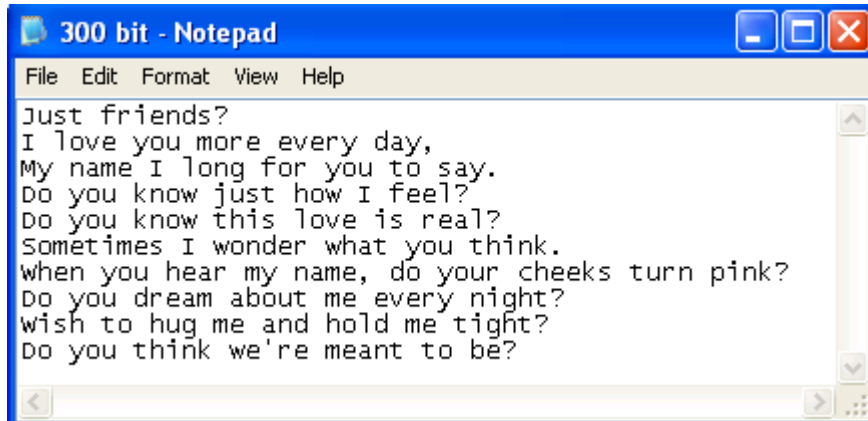 300 bit - Notepad
File Edit Format View Help
Just friends?
I love you more every day,
My name I long for you to say.
Do you know just how I feel?
Do you know this love is real?
Sometimes I wonder what you think.
When you hear my name, do your cheeks turn pink?
Do you dream about me every night?
Wish to hug me and hold me tight?
Do you think we're meant to be?